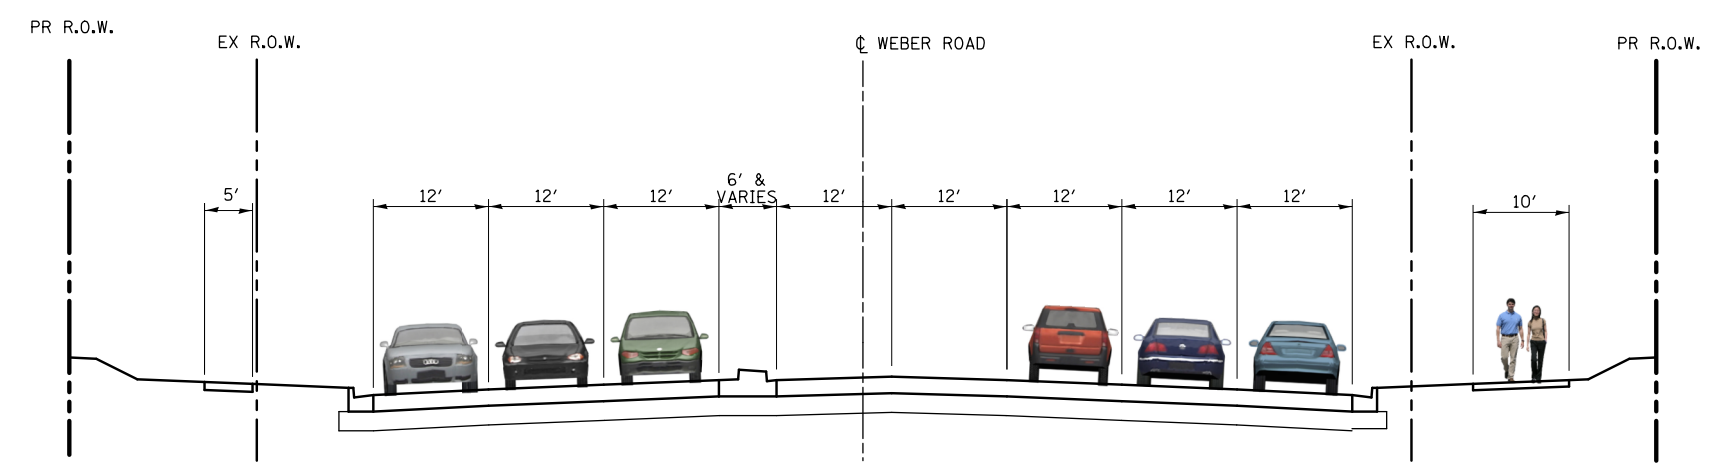 PR R.O.W.
EX R.O.W.
℄ WEBER ROAD
EX R.O.W.
PR R.O.W.
5'
12'
12'
12'
6' &
VARIES
12'
12'
12'
12'
12'
10'